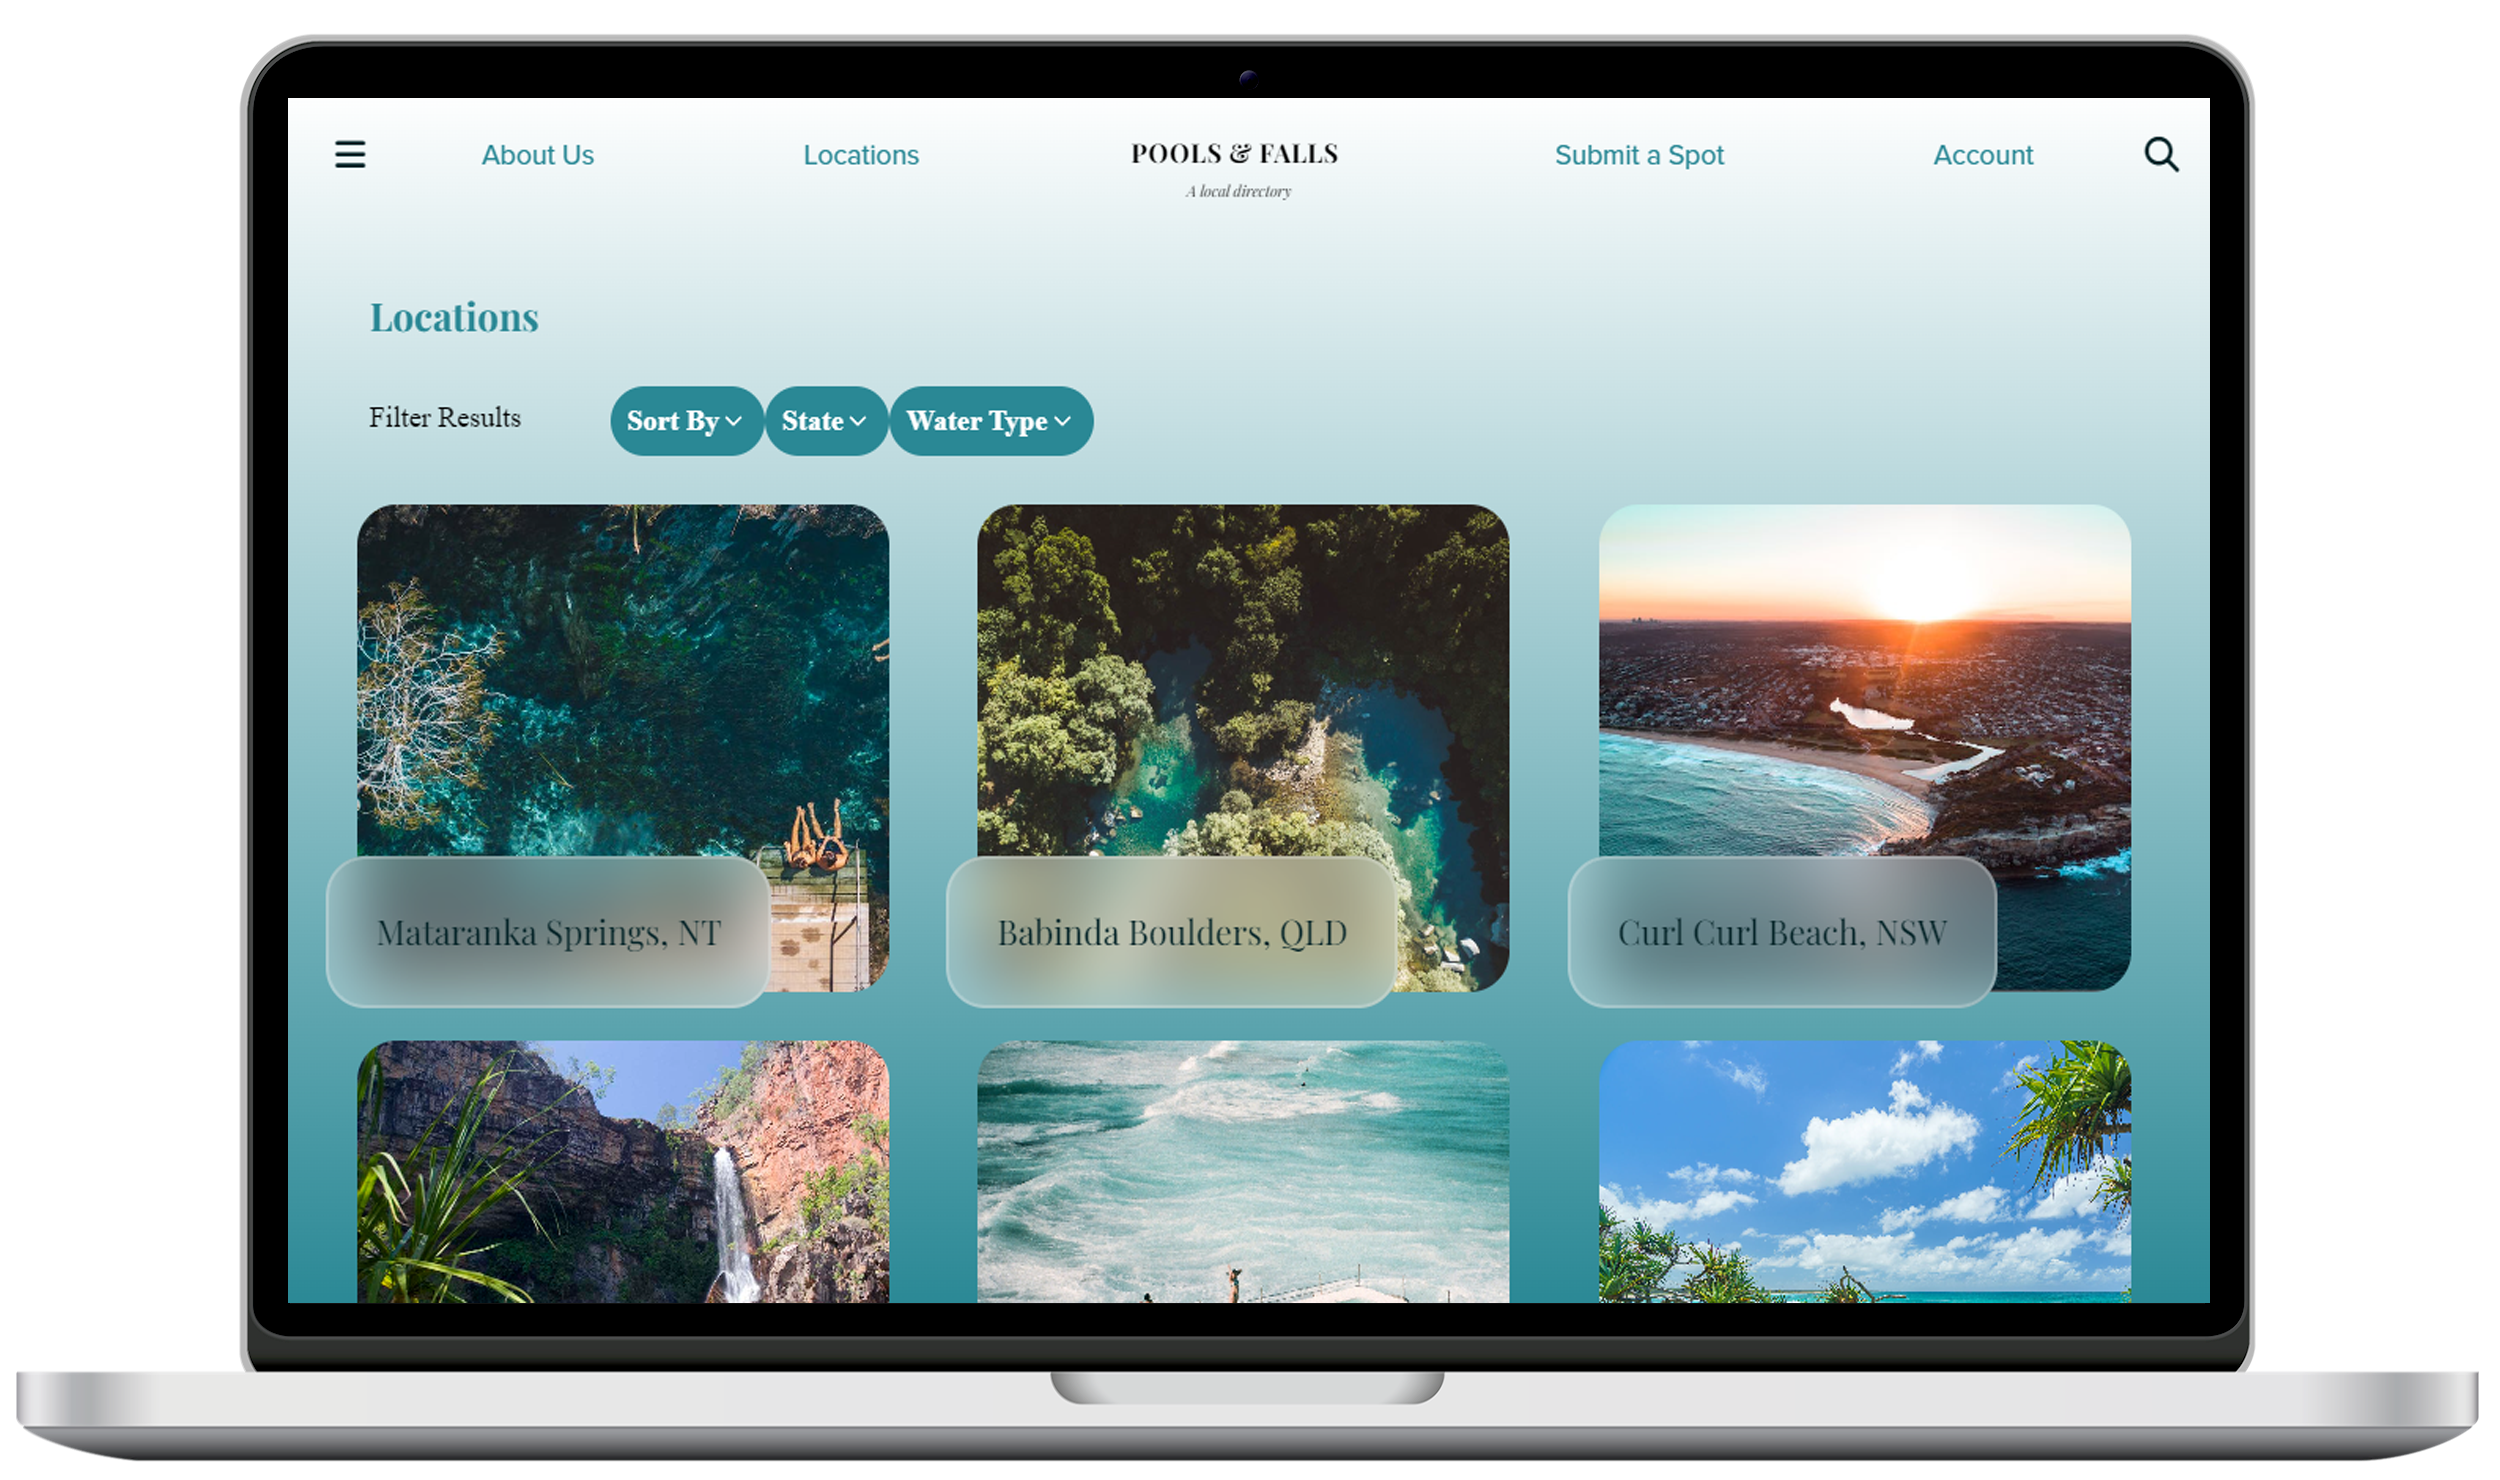 About Us
Locations
POOLS & FALLS
A local directory
Submit a Spot
Account
Locations
Filter Results
Sort By
State
Water Type
Mataranka Springs, NT
Babinda Boulders, QLD
Curl Curl Beach, NSW